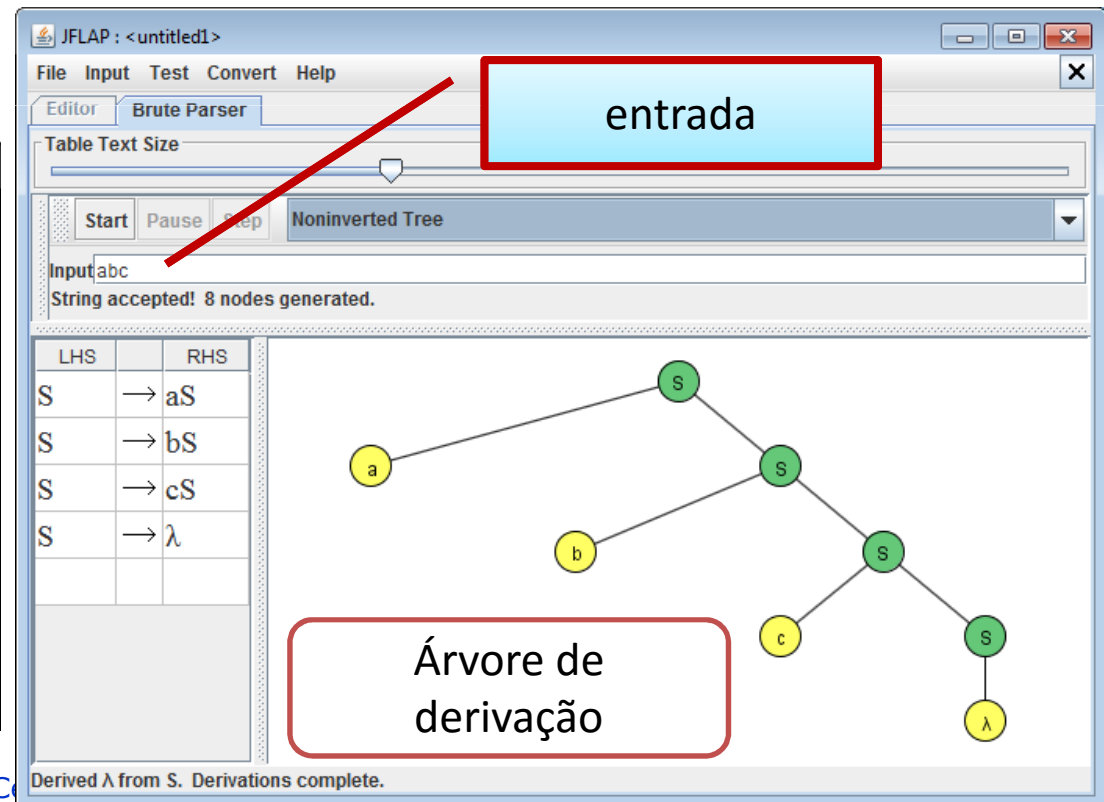 JFLAP : <untitled1>
File Input Test Convert Help
entrada
Editor Brute Parser
Table Text Size
Start Pause Step Noninverted Tree
Input abc
String accepted! 8 nodes generated.
LHS RHS
S → aS
S → bS
S → cS
S → λ
S
a S
b S
c S
λ
Árvore de
derivação
Derived λ from S. Derivations complete.